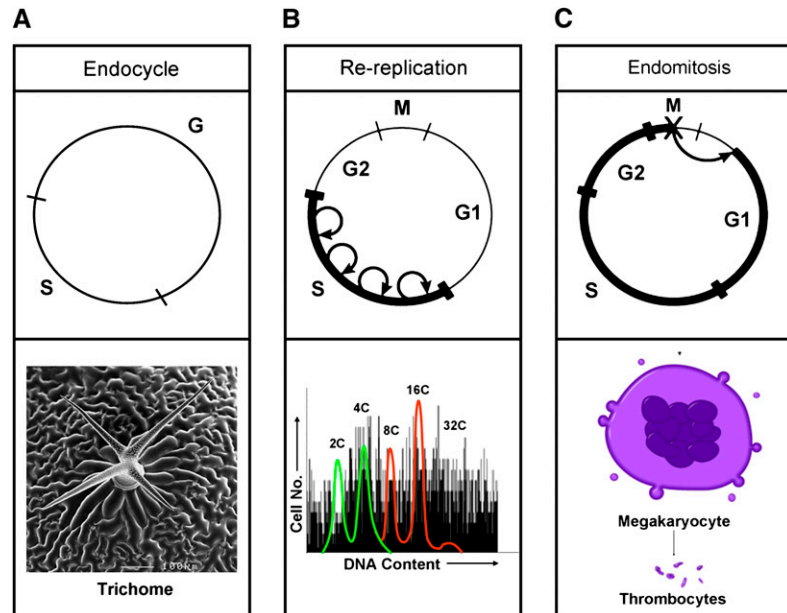 A
B
C
Endocycle
Re-replication
Endomitosis
G
S
M
G2
G1
S
M
G2
G1
S
100µm
Trichome
2C
4C
8C
16C
32C
Cell No.
DNA Content
Megakaryocyte
Thrombocytes